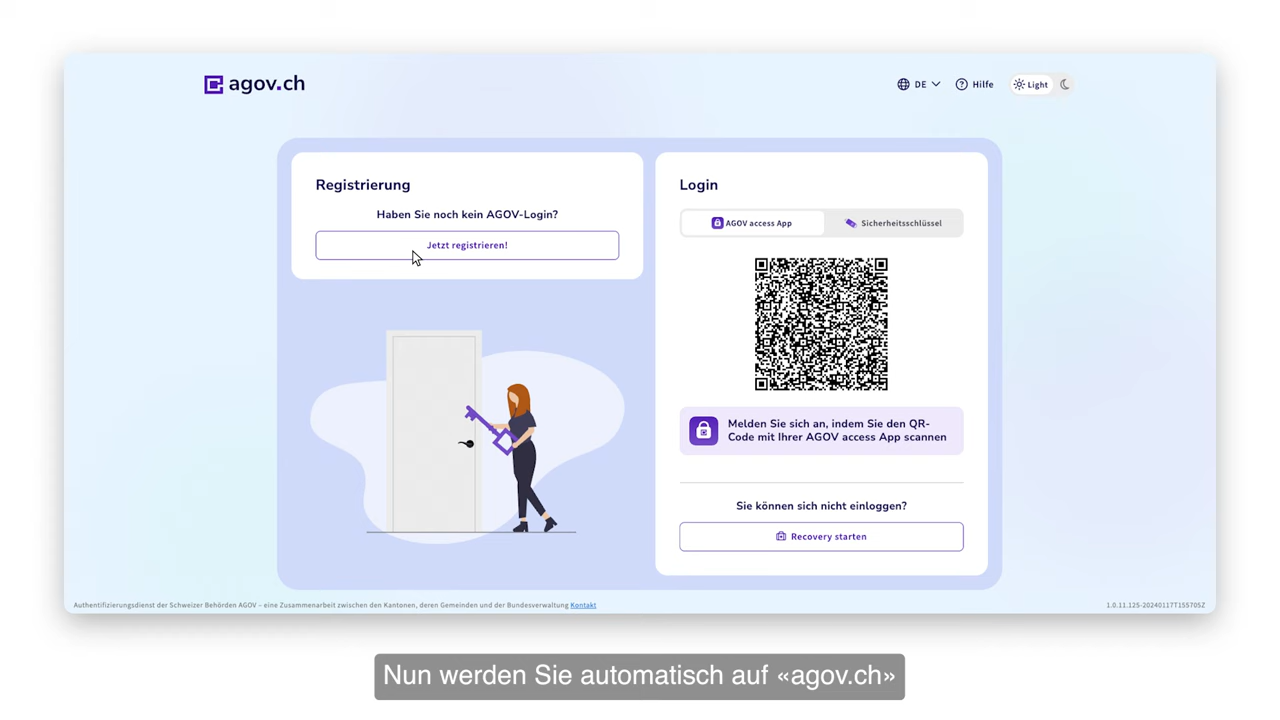 agov.ch
DE
Hilfe
Light
Registrierung
Haben Sie noch kein AGOV-Login?
Jetzt registrieren!
Login
AGOV access App
Sicherheitsschlüssel
Melden Sie sich an, indem Sie den QR-
Code mit Ihrer AGOV access App scannen
Sie können sich nicht einloggen?
Recovery starten
Authentifizierungsdienst der Schweizer Behörden AGOV – eine Zusammenarbeit zwischen den Kantonen, deren Gemeinden und der Bundesverwaltung Kontakt
1.0.11.125-20240117T155705Z
Nun werden Sie automatisch auf «agov.ch»